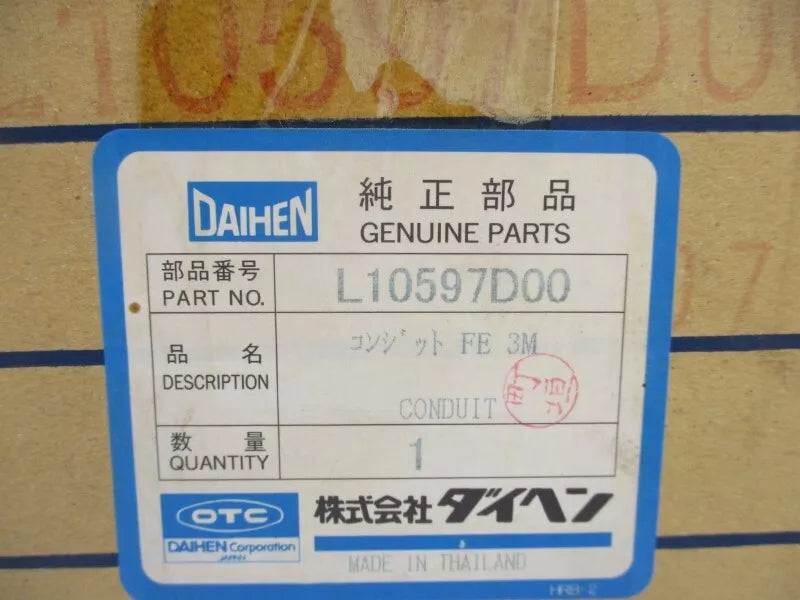 L10597D00
DAIHEN
純正部品
GENUINE PARTS
部品番号
PART NO.
L10597D00
品名
DESCRIPTION
コンジット FE 3M
CONDUIT
数量
QUANTITY
1
OTC
DAIHEN Corporation
JAPAN
株式会社ダイヘン
MADE IN THAILAND
HRB-2